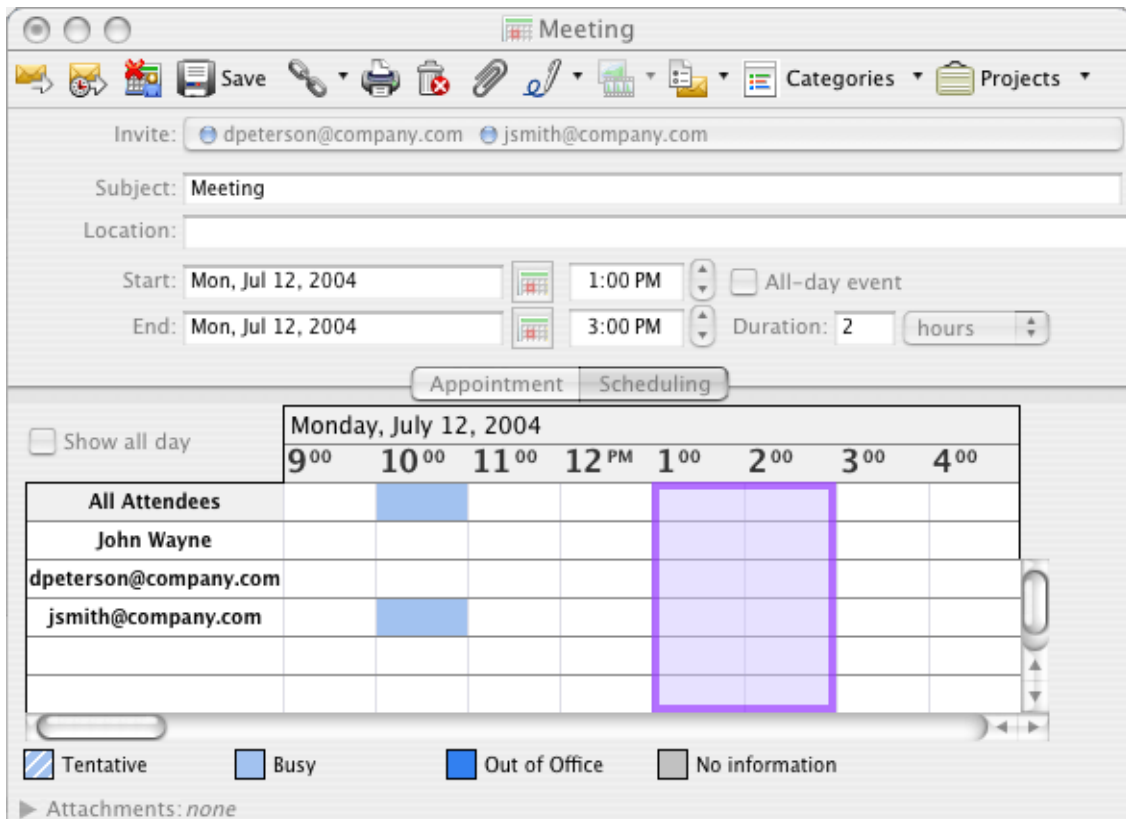 Meeting
Save Categories Projects
Invite: dpeterson@company.com jsmith@company.com
Subject: Meeting
Location:
Start: Mon, Jul 12, 2004 1:00 PM All-day event
End: Mon, Jul 12, 2004 3:00 PM Duration: 2 hours
Appointment Scheduling
Show all day Monday, July 12, 2004
9 00 10 00 11 00 12 PM 1 00 2 00 3 00 4 00
All Attendees
John Wayne
dpeterson@company.com
jsmith@company.com
Tentative Busy Out of Office No information
Attachments: none